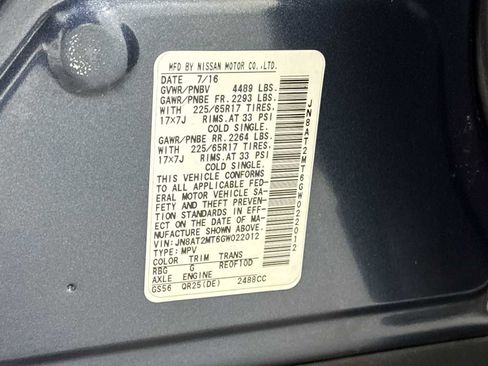 MFD BY NISSAN MOTOR CO.,LTD.
DATE 7/16
GVWR/PNBV 4489 LBS.
GAWR/PNBE FR. 2293 LBS.
WITH 225/65R17 TIRES.
17×7J RIMS.AT 33 PSI
COLD SINGLE.
GAWR/PNBE RR. 2264 LBS.
WITH 225/65R17 TIRES.
17×7J RIMS.AT 33 PSI
COLD SINGLE.
THIS VEHICLE CONFORMS
TO ALL APPLICABLE FED-
ERAL MOTOR VEHICLE SA-
FETY AND THEFT PREVEN-
TION STANDARDS IN EFF-
ECT ON THE DATE OF MA-
NUFACTURE SHOWN ABOVE.
VIN: JN8AT2MT6GW022012
TYPE: MPV
COLOR TRIM TRANS
RBG G RE0F10D
AXLE ENGINE
GS56 QR25(DE) 2488CC
JN8AT2MT6GW022012